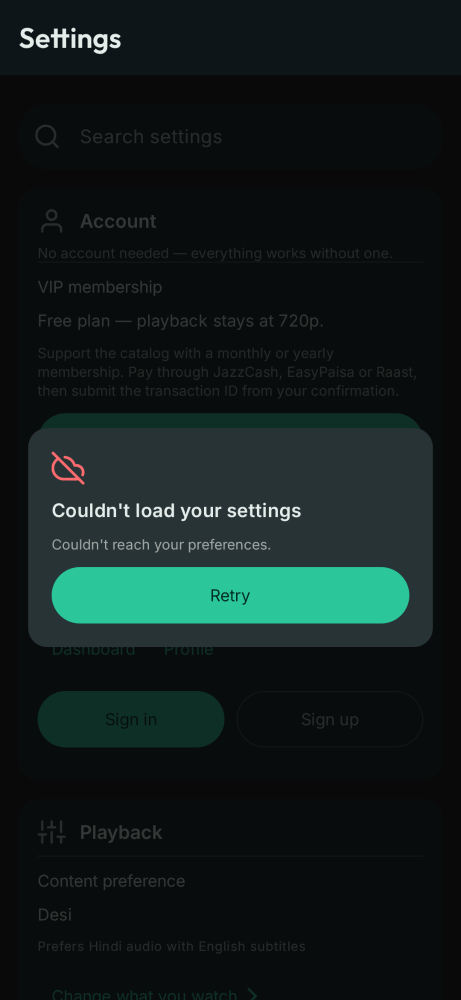 Settings
Search settings
Account
No account needed — everything works without one.
VIP membership
Free plan — playback stays at 720p.
Support the catalog with a monthly or yearly
membership. Pay through JazzCash, EasyPaisa or Raast,
then submit the transaction ID from your confirmation.
Couldn't load your settings
Couldn't reach your preferences.
Retry
Dashboard Profile
Sign in Sign up
Playback
Content preference
Desi
Prefers Hindi audio with English subtitles
Change what you watch